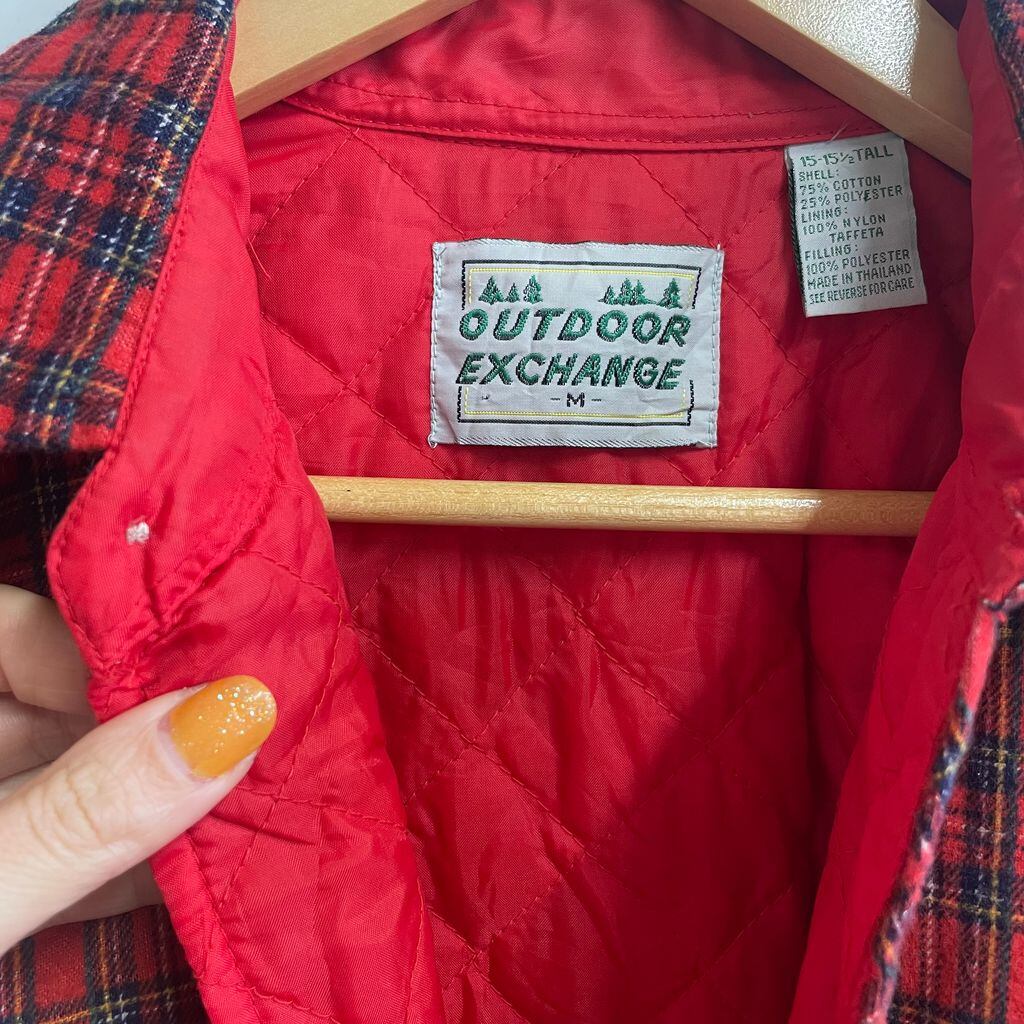 OUTDOOR
EXCHANGE
- M -
15-15½ TALL
SHELL:
75% COTTON
25% POLYESTER
LINING:
100% NYLON
TAFFETA
FILLING:
100% POLYESTER
MADE IN THAILAND
SEE REVERSE FOR CARE